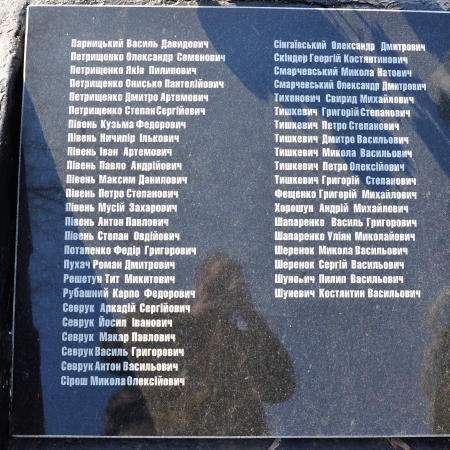 Парницький Василь Давидович
Петрищенко Олександр Семенович
Петрищенко Яків Пилипович
Петрищенко Онисько Пантелійович
Петрищенко Дмитро Артемович
Петрищенко Степан Сергійович
Півень Кузьма Федорович
Півень Ничипір Ількович
Півень Іван Артемович
Півень Павло Андрійович
Півень Максим Данилович
Півень Петро Степанович
Півень Мусій Захарович
Півень Антон Павлович
Півень Степан Овдійович
Потапенко Федір Григорович
Пухач Роман Дмитрович
Решетун Тит Микитович
Рубашний Карпо Федорович
Севрук Аркадій Сергійович
Севрук Йосип Іванович
Севрук Макар Павлович
Севрук Василь Григорович
Севрук Антон Васильович
Сірош Микола Олексійович
Сінгаївський Олександр Дмитрович
Скіндер Георгій Костянтинович
Смарчевський Микола Натович
Смарчевський Олександр Дмитрович
Тихонович Свирид Михайлович
Тишкевич Григорій Степанович
Тишкевич Петро Степанович
Тишкевич Дмитро Васильович
Тишкевич Микола Васильович
Тишкевич Петро Олексійович
Тишкевич Григорій Степанович
Фещенко Григорій Михайлович
Хорошун Андрій Михайлович
Шапаренко Василь Григорович
Шапаренко Уліян Миколайович
Шеренок Микола Васильович
Шеренок Сергій Васильович
Шуневич Пилип Васильович
Шуневич Костянтин Васильович